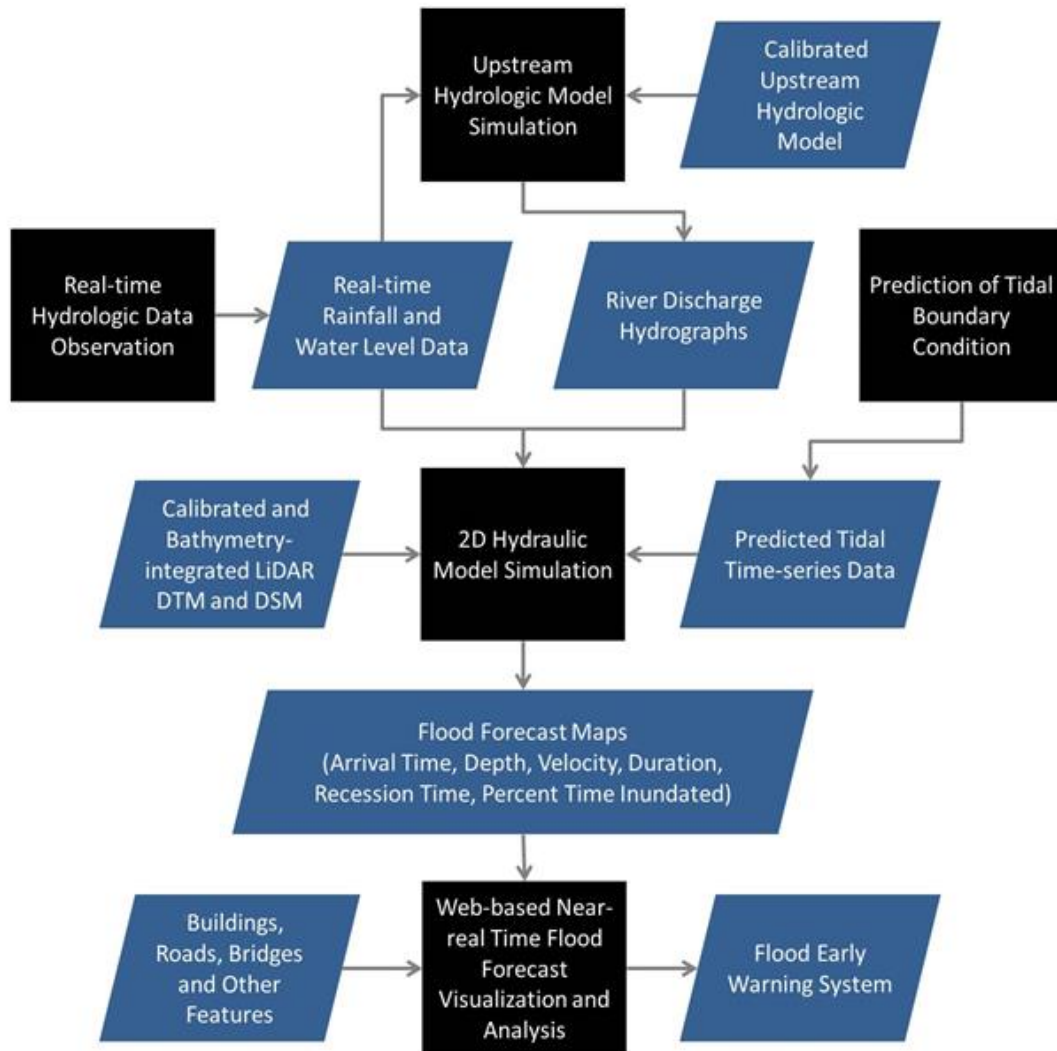 Upstream
Hydrologic Model
Simulation
Calibrated
Upstream
Hydrologic
Model
Real-time
Hydrologic Data
Observation
Real-time
Rainfall and
Water Level Data
River Discharge
Hydrographs
Prediction of Tidal
Boundary
Condition
Calibrated and
Bathymetry-
integrated LiDAR
DTM and DSM
2D Hydraulic
Model Simulation
Predicted Tidal
Time-series Data
Flood Forecast Maps
(Arrival Time, Depth, Velocity, Duration,
Recession Time, Percent Time Inundated)
Buildings,
Roads, Bridges
and Other
Features
Web-based Near-
real Time Flood
Forecast
Visualization and
Analysis
Flood Early
Warning System